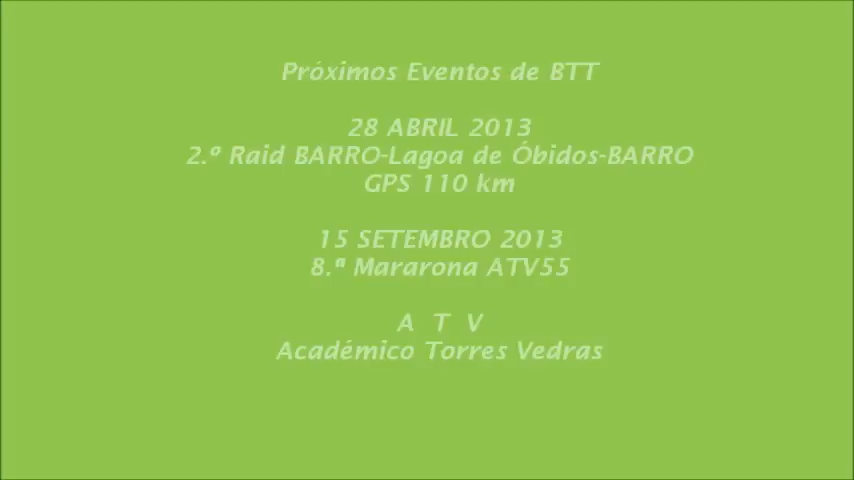 Próximos Eventos de BTT
28 ABRIL 2013
2.º Raid BARRO-Lagoa de Óbidos-BARRO
GPS 110 km
15 SETEMBRO 2013
8.ª Mararona ATV55
A T V
Académico Torres Vedras